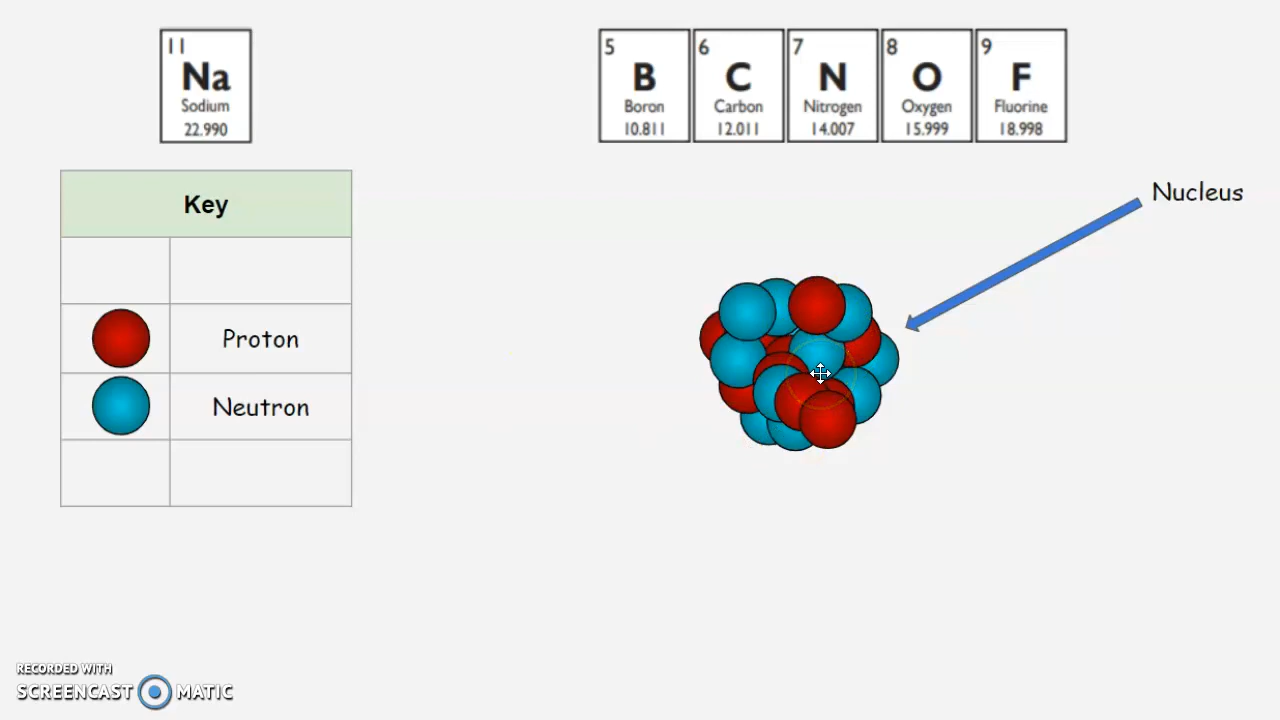 11
Na
Sodium
22.990
5
B
Boron
10.811
6
C
Carbon
12.011
7
N
Nitrogen
14.007
8
O
Oxygen
15.999
9
F
Fluorine
18.998
Key
Proton
Neutron
Nucleus
RECORDED WITH
SCREENCAST MATIC